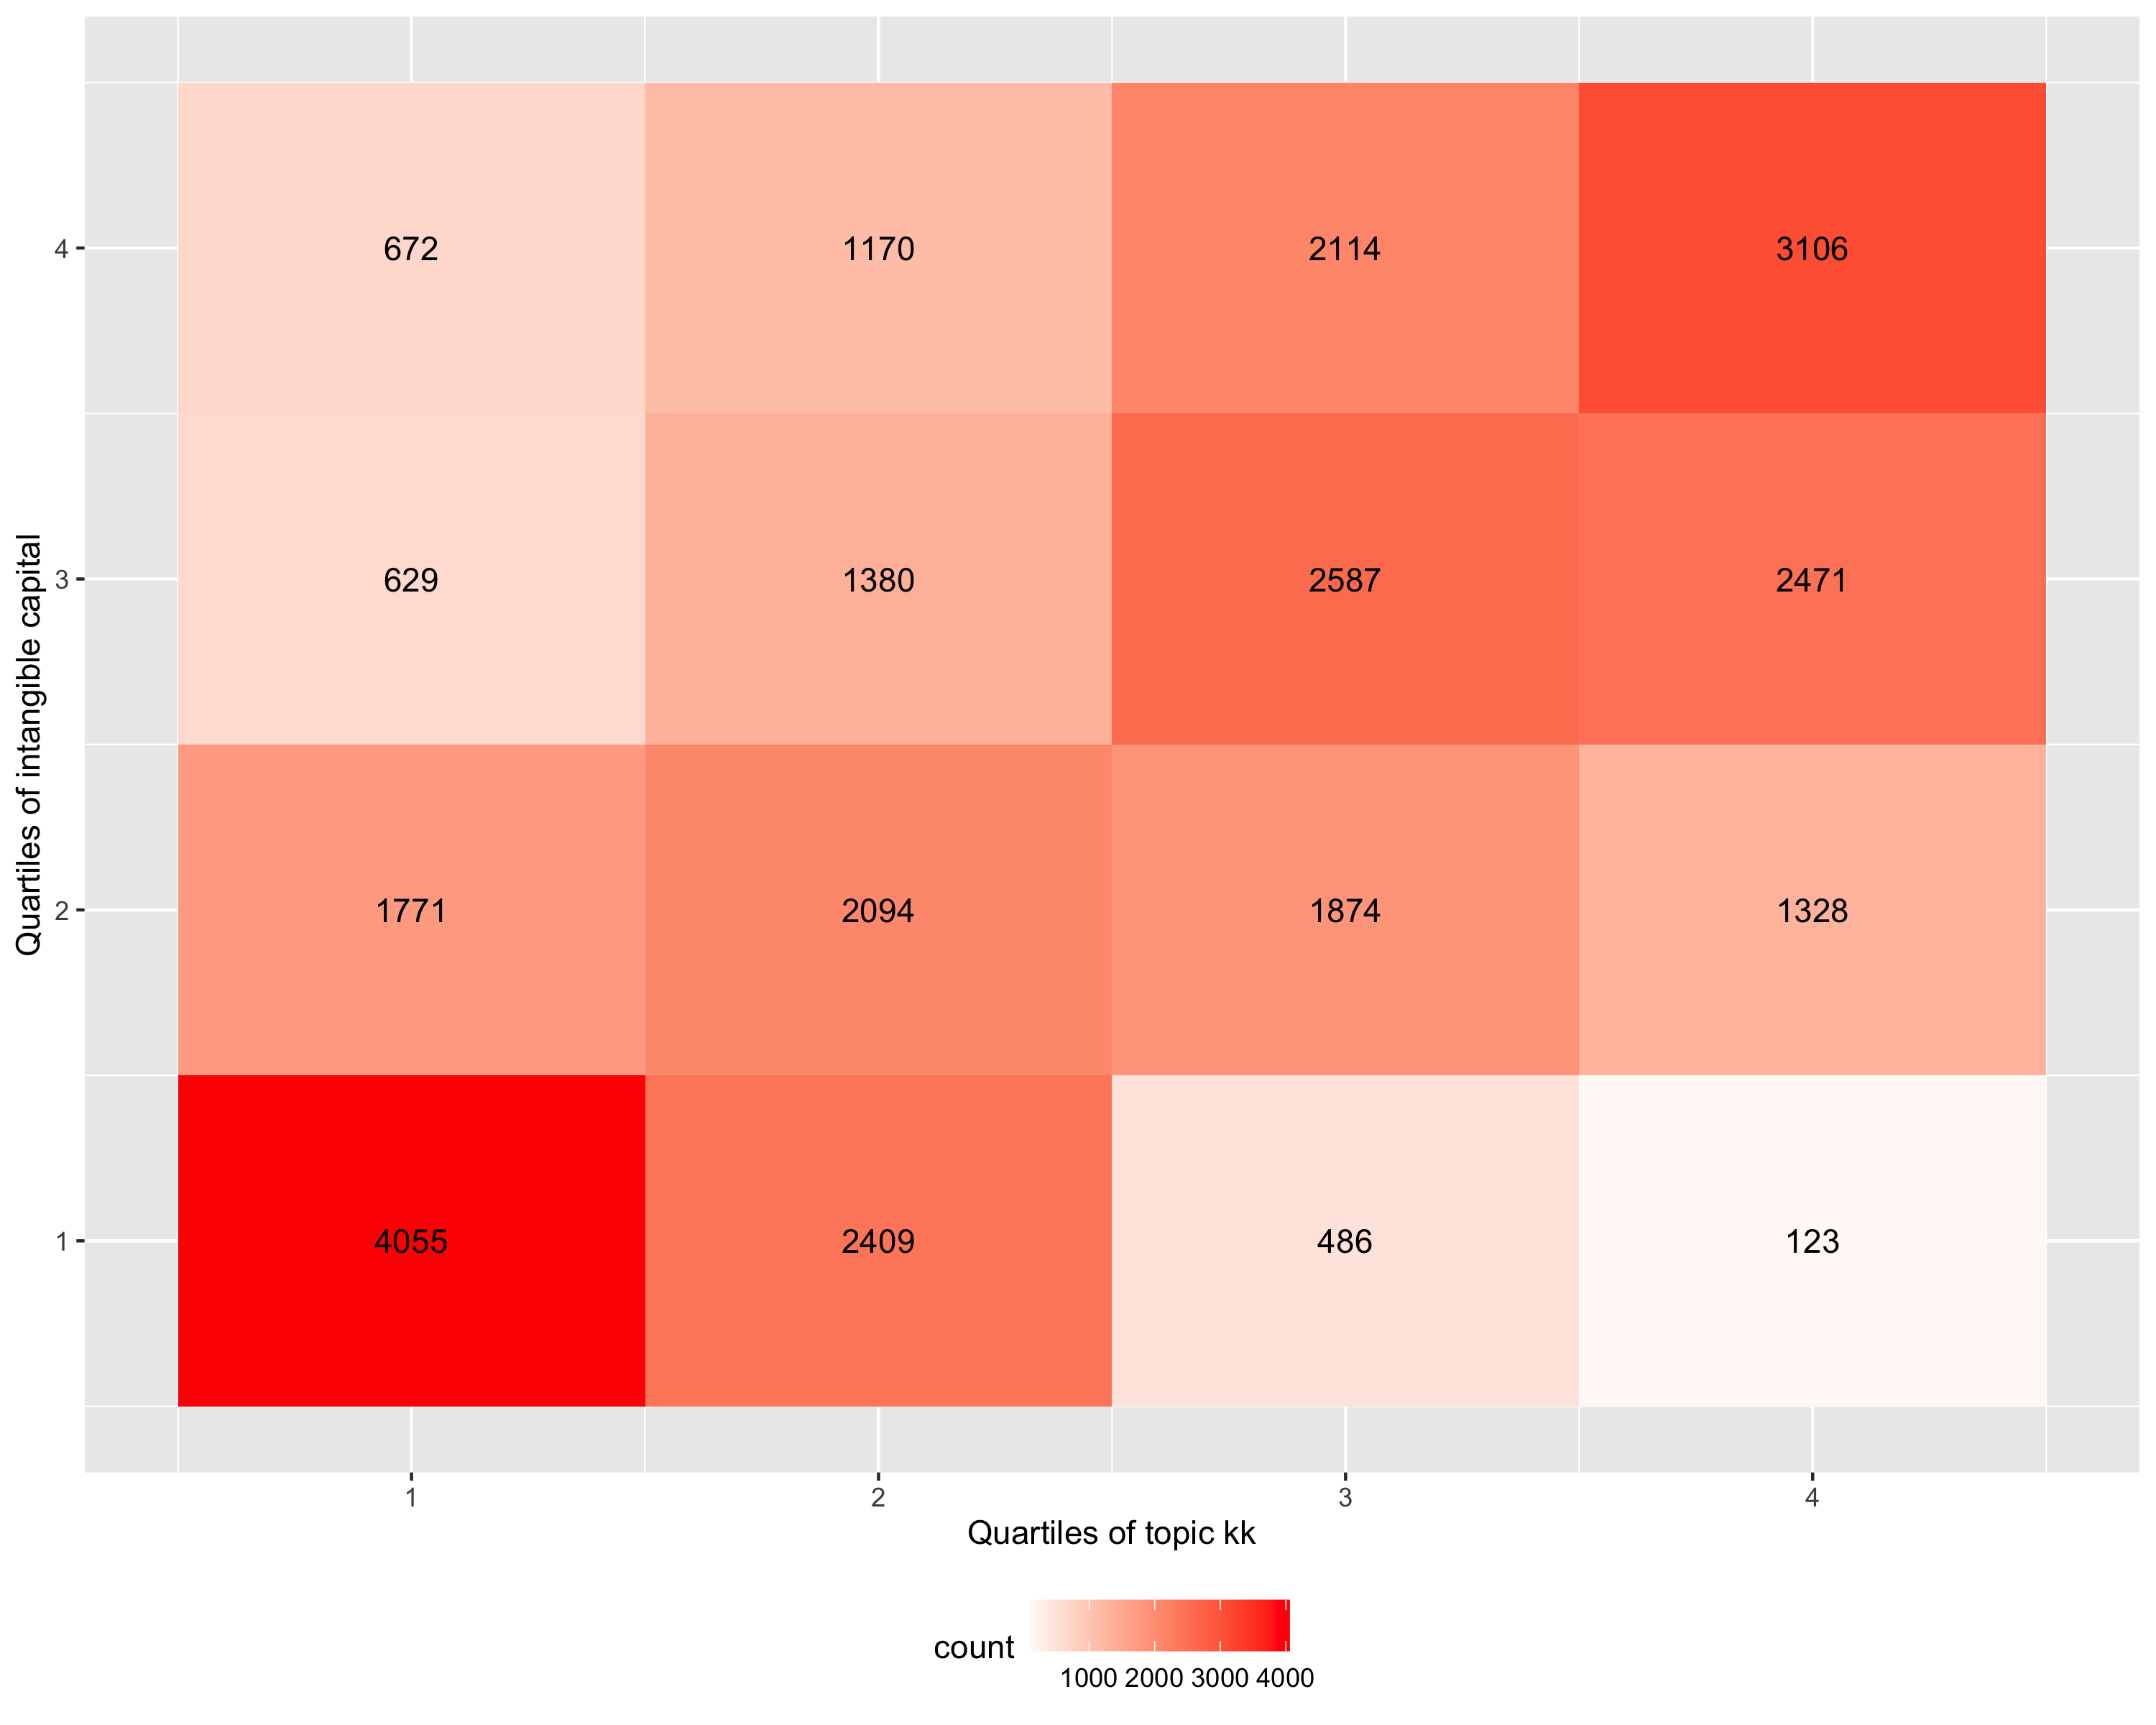 Quartiles of intangible capital
4
672 1170 2114 3106
3
629 1380 2587 2471
2
1771 2094 1874 1328
1
4055 2409 486 123
1 2 3 4
Quartiles of topic kk
count
1000 2000 3000 4000